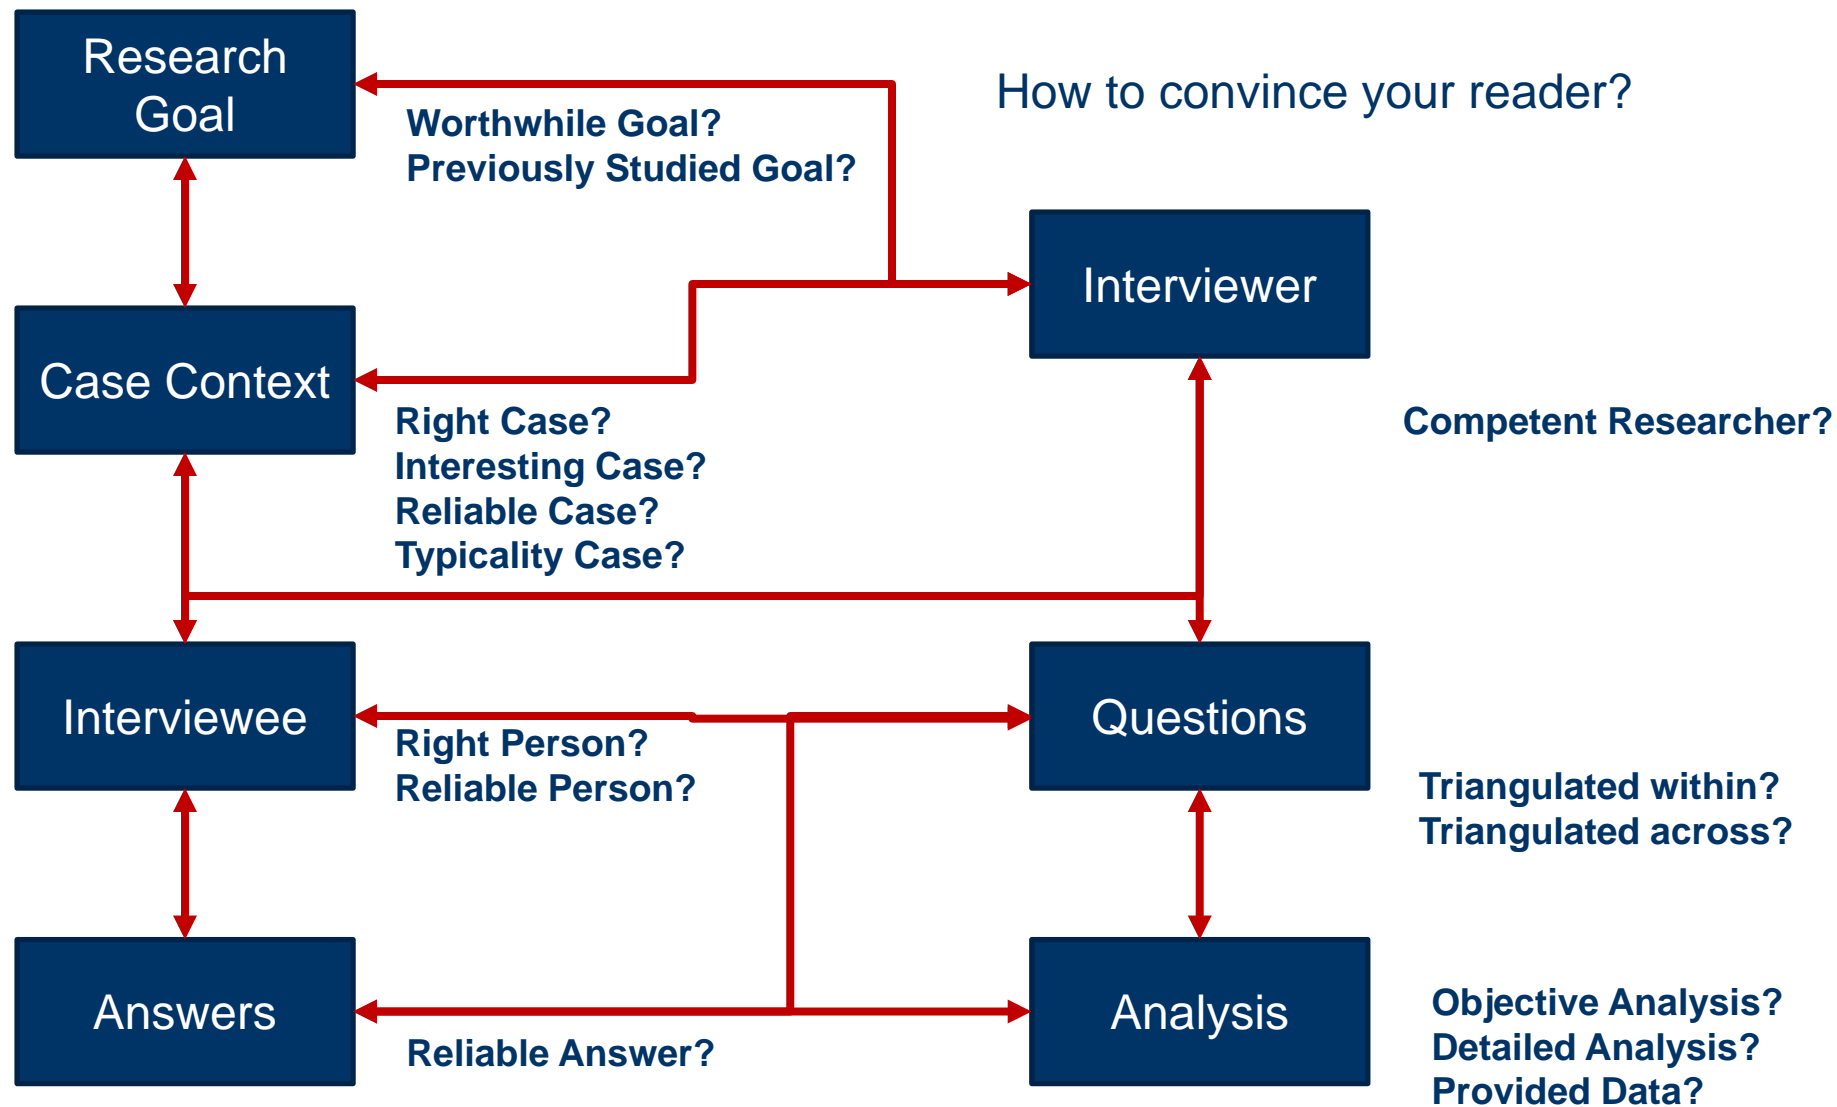 Research
Goal
How to convince your reader?
Worthwhile Goal?
Previously Studied Goal?
Interviewer
Case Context
Right Case?
Interesting Case?
Reliable Case?
Typicality Case?
Competent Researcher?
Interviewee
Right Person?
Reliable Person?
Questions
Triangulated within?
Triangulated across?
Answers
Reliable Answer?
Analysis
Objective Analysis?
Detailed Analysis?
Provided Data?